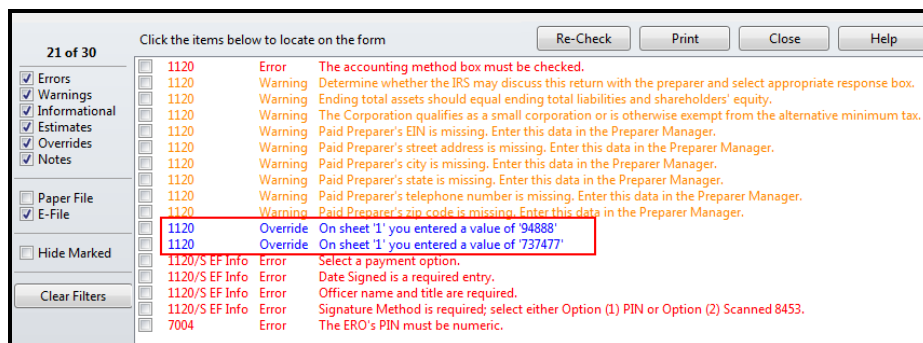 21 of 30
Click the items below to locate on the form
Re-Check
Print
Close
Help
Errors
Warnings
Informational
Estimates
Overrides
Notes
Paper File
E-File
Hide Marked
Clear Filters
1120 Error The accounting method box must be checked.
1120 Warning Determine whether the IRS may discuss this return with the preparer and select appropriate response box.
1120 Warning Ending total assets should equal ending total liabilities and shareholders' equity.
1120 Warning The Corporation qualifies as a small corporation or is otherwise exempt from the alternative minimum tax.
1120 Warning Paid Preparer's EIN is missing. Enter this data in the Preparer Manager.
1120 Warning Paid Preparer's street address is missing. Enter this data in the Preparer Manager.
1120 Warning Paid Preparer's city is missing. Enter this data in the Preparer Manager.
1120 Warning Paid Preparer's state is missing. Enter this data in the Preparer Manager.
1120 Warning Paid Preparer's telephone number is missing. Enter this data in the Preparer Manager.
1120 Warning Paid Preparer's zip code is missing. Enter this data in the Preparer Manager.
1120 Override On sheet '1' you entered a value of '94888'
1120 Override On sheet '1' you entered a value of '737477'
1120/S EF Info Error Select a payment option.
1120/S EF Info Error Date Signed is a required entry.
1120/S EF Info Error Officer name and title are required.
1120/S EF Info Error Signature Method is required; select either Option (1) PIN or Option (2) Scanned 8453.
7004 Error The ERO's PIN must be numeric.